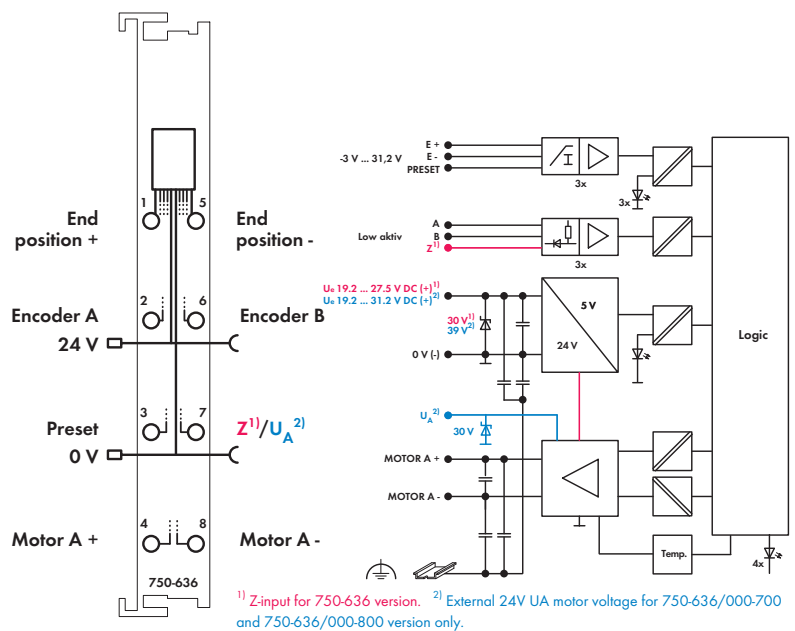 1
5
End
position +
End
position -
2
6
Encoder A
Encoder B
24 V
3
7
Preset
Z¹⁾/U_A²⁾
0 V
4
8
Motor A +
Motor A -
750-636
E +
-3 V ... 31,2 V
E -
PRESET
3x
3x
A
Low aktiv
B
Z¹⁾
3x
Uₑ 19.2 ... 27.5 V DC (+)¹⁾
Uₑ 19.2 ... 31.2 V DC (+)²⁾
30 V¹⁾
39 V²⁾
5 V
24 V
0 V (-)
Logic
U_A²⁾
30 V
MOTOR A +
MOTOR A -
Temp.
4x
¹⁾ Z-input for 750-636 version. ²⁾ External 24V UA motor voltage for 750-636/000-700
and 750-636/000-800 version only.